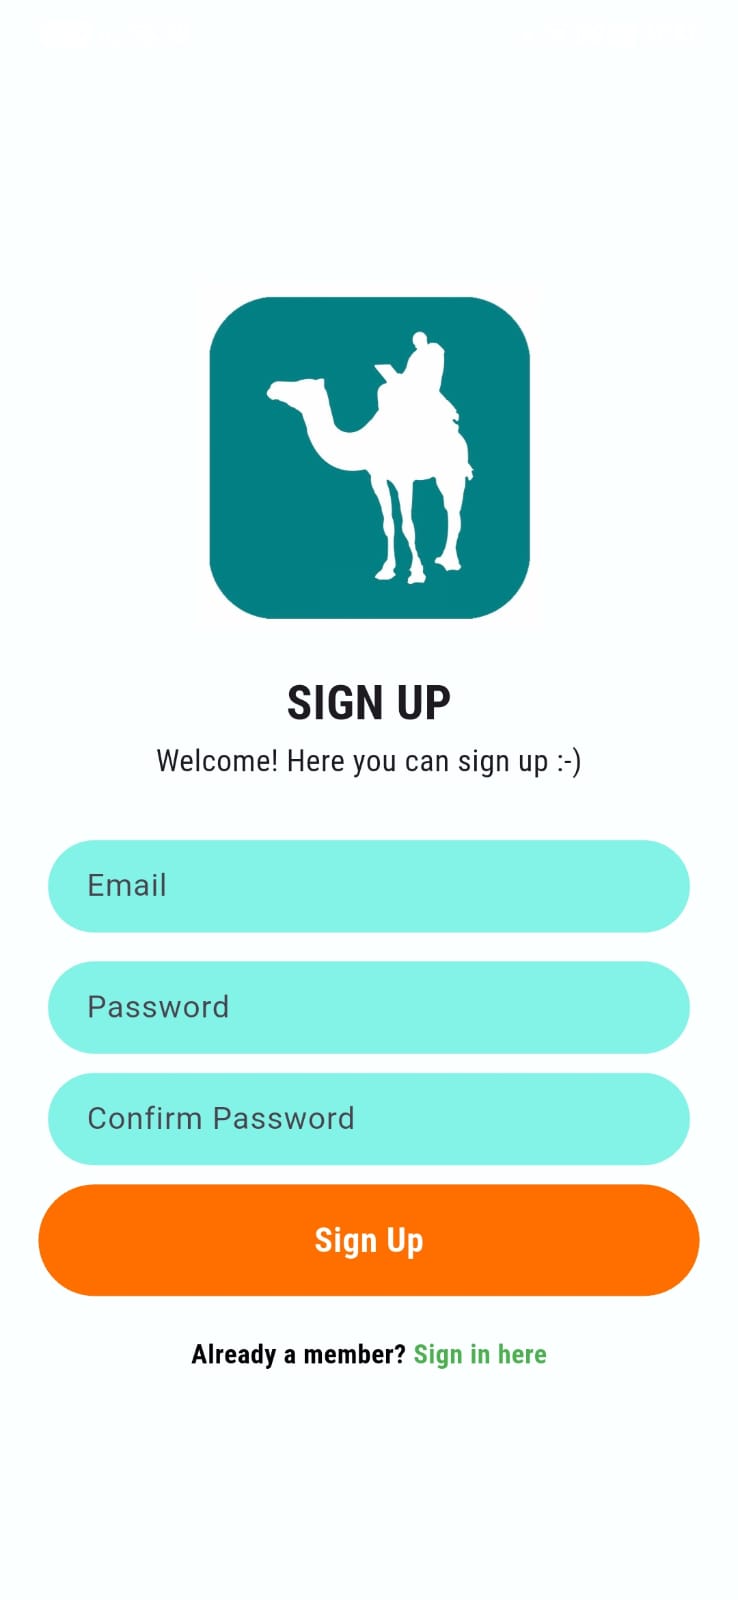 SIGN UP
Welcome! Here you can sign up :-)
Email
Password
Confirm Password
Sign Up
Already a member? Sign in here